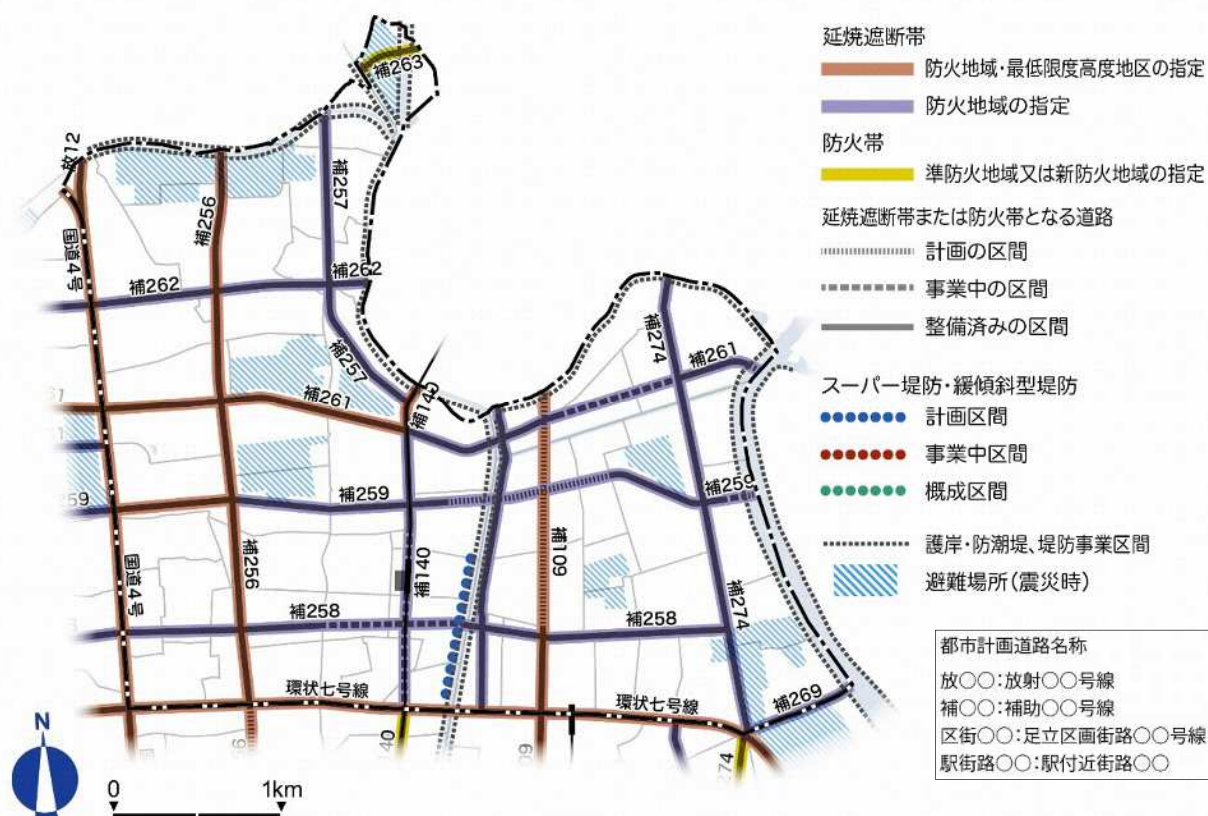 補263
放12
補257
補256
国道4号
補262
補262
補274
補261
補257
補145
補261
補259
補259
補109
補140
補256
国道4号
補258
補258
補274
環状七号線
環状七号線
補269
N
0
1km
延焼遮断帯
防火地域・最低限度高度地区の指定
防火地域の指定
防火帯
準防火地域又は新防火地域の指定
延焼遮断帯または防火帯となる道路
計画の区間
事業中の区間
整備済みの区間
スーパー堤防・緩傾斜型堤防
計画区間
事業中区間
概成区間
護岸・防潮堤、堤防事業区間
避難場所(震災時)
都市計画道路名称
放○○:放射○○号線
補○○:補助○○号線
区街○○:足立区画街路○○号線
駅街路○○:駅付近街路○○